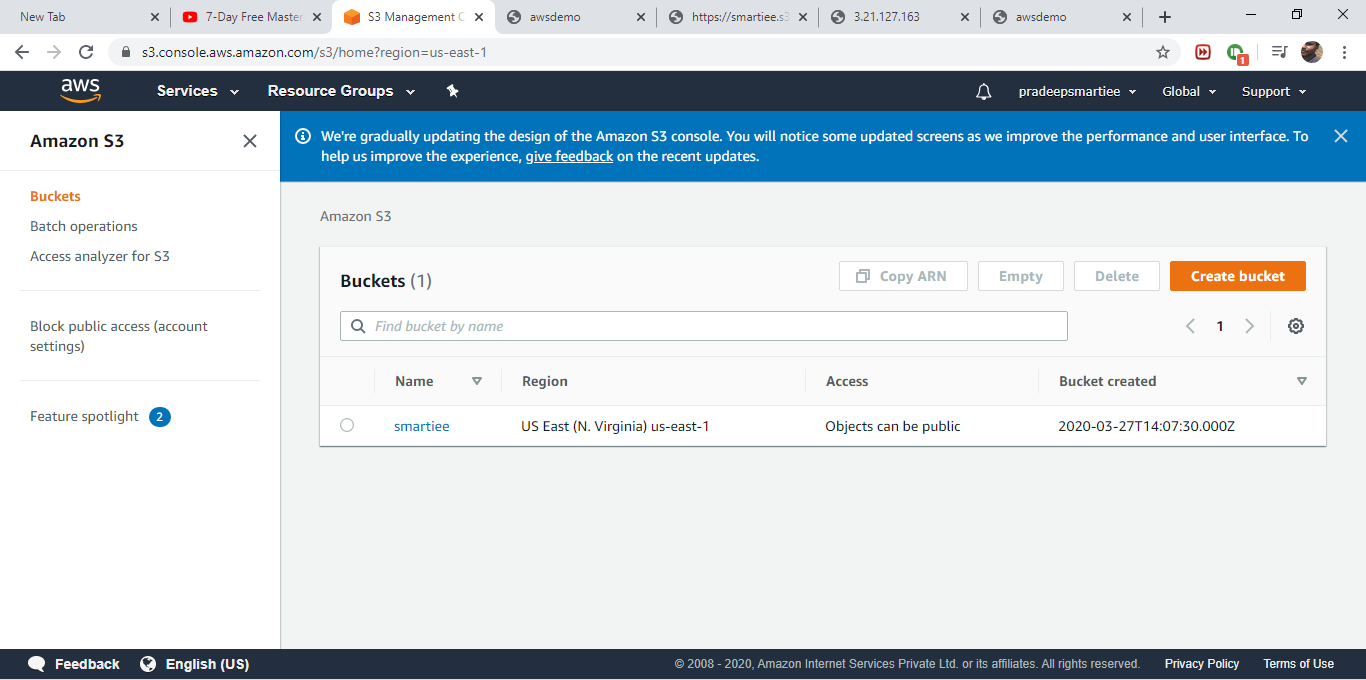 New Tab
7-Day Free Master
S3 Management C
awsdemo
https://smartiee.s3
3.21.127.163
awsdemo
s3.console.aws.amazon.com/s3/home?region=us-east-1
1
aws
Services
Resource Groups
pradeepsmartiee
Global
Support
Amazon S3
Buckets
Batch operations
Access analyzer for S3
Block public access (account
settings)
Feature spotlight 2
We're gradually updating the design of the Amazon S3 console. You will notice some updated screens as we improve the performance and user interface. To
help us improve the experience, give feedback on the recent updates.
Amazon S3
Buckets (1)
Copy ARN
Empty
Delete
Create bucket
Find bucket by name
1
Name Region Access Bucket created
smartiee US East (N. Virginia) us-east-1 Objects can be public 2020-03-27T14:07:30.000Z
Feedback
English (US)
© 2008 - 2020, Amazon Internet Services Private Ltd. or its affiliates. All rights reserved.
Privacy Policy
Terms of Use